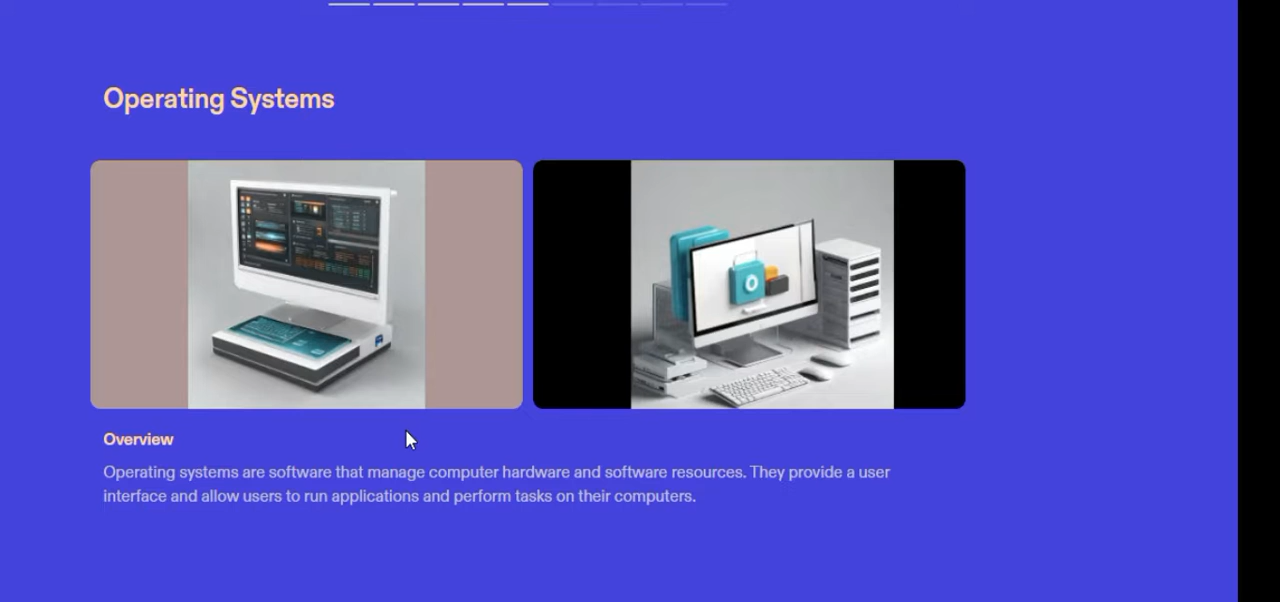 Operating Systems
Overview
Operating systems are software that manage computer hardware and software resources. They provide a user
interface and allow users to run applications and perform tasks on their computers.